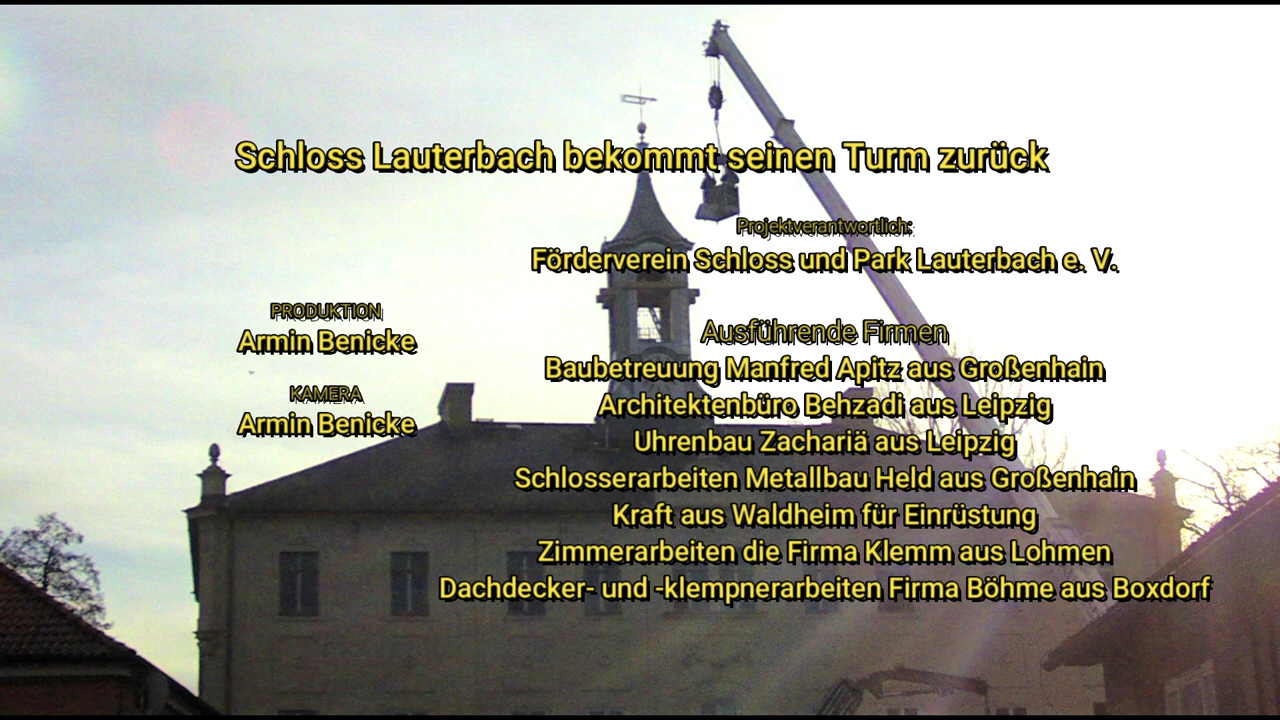 Schloss Lauterbach bekommt seinen Turm zurück
Projektverantwortlich:
Förderverein Schloss und Park Lauterbach e. V.
PRODUKTION
Armin Benicke
KAMERA
Armin Benicke
Ausführende Firmen
Baubetreuung Manfred Apitz aus Großenhain
Architektenbüro Behzadi aus Leipzig
Uhrenbau Zachariä aus Leipzig
Schlosserarbeiten Metallbau Held aus Großenhain
Kraft aus Waldheim für Einrüstung
Zimmerarbeiten die Firma Klemm aus Lohmen
Dachdecker- und -klempnerarbeiten Firma Böhme aus Boxdorf